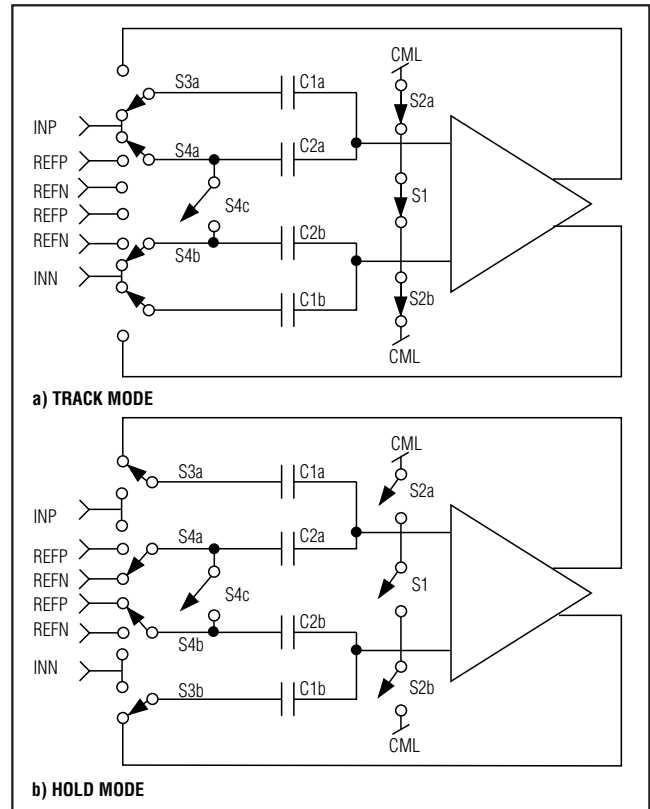 CML
S3a
C1a
S2a
INP
S4a
C2a
REFP
REFN
S4c
S1
REFP
REFN
S4b
C2b
INN
S2b
C1b
CML
a) TRACK MODE
CML
S3a
C1a
S2a
INP
S4a
C2a
REFP
REFN
S4c
S1
REFP
REFN
S4b
C2b
INN
S3b
C1b
S2b
CML
b) HOLD MODE